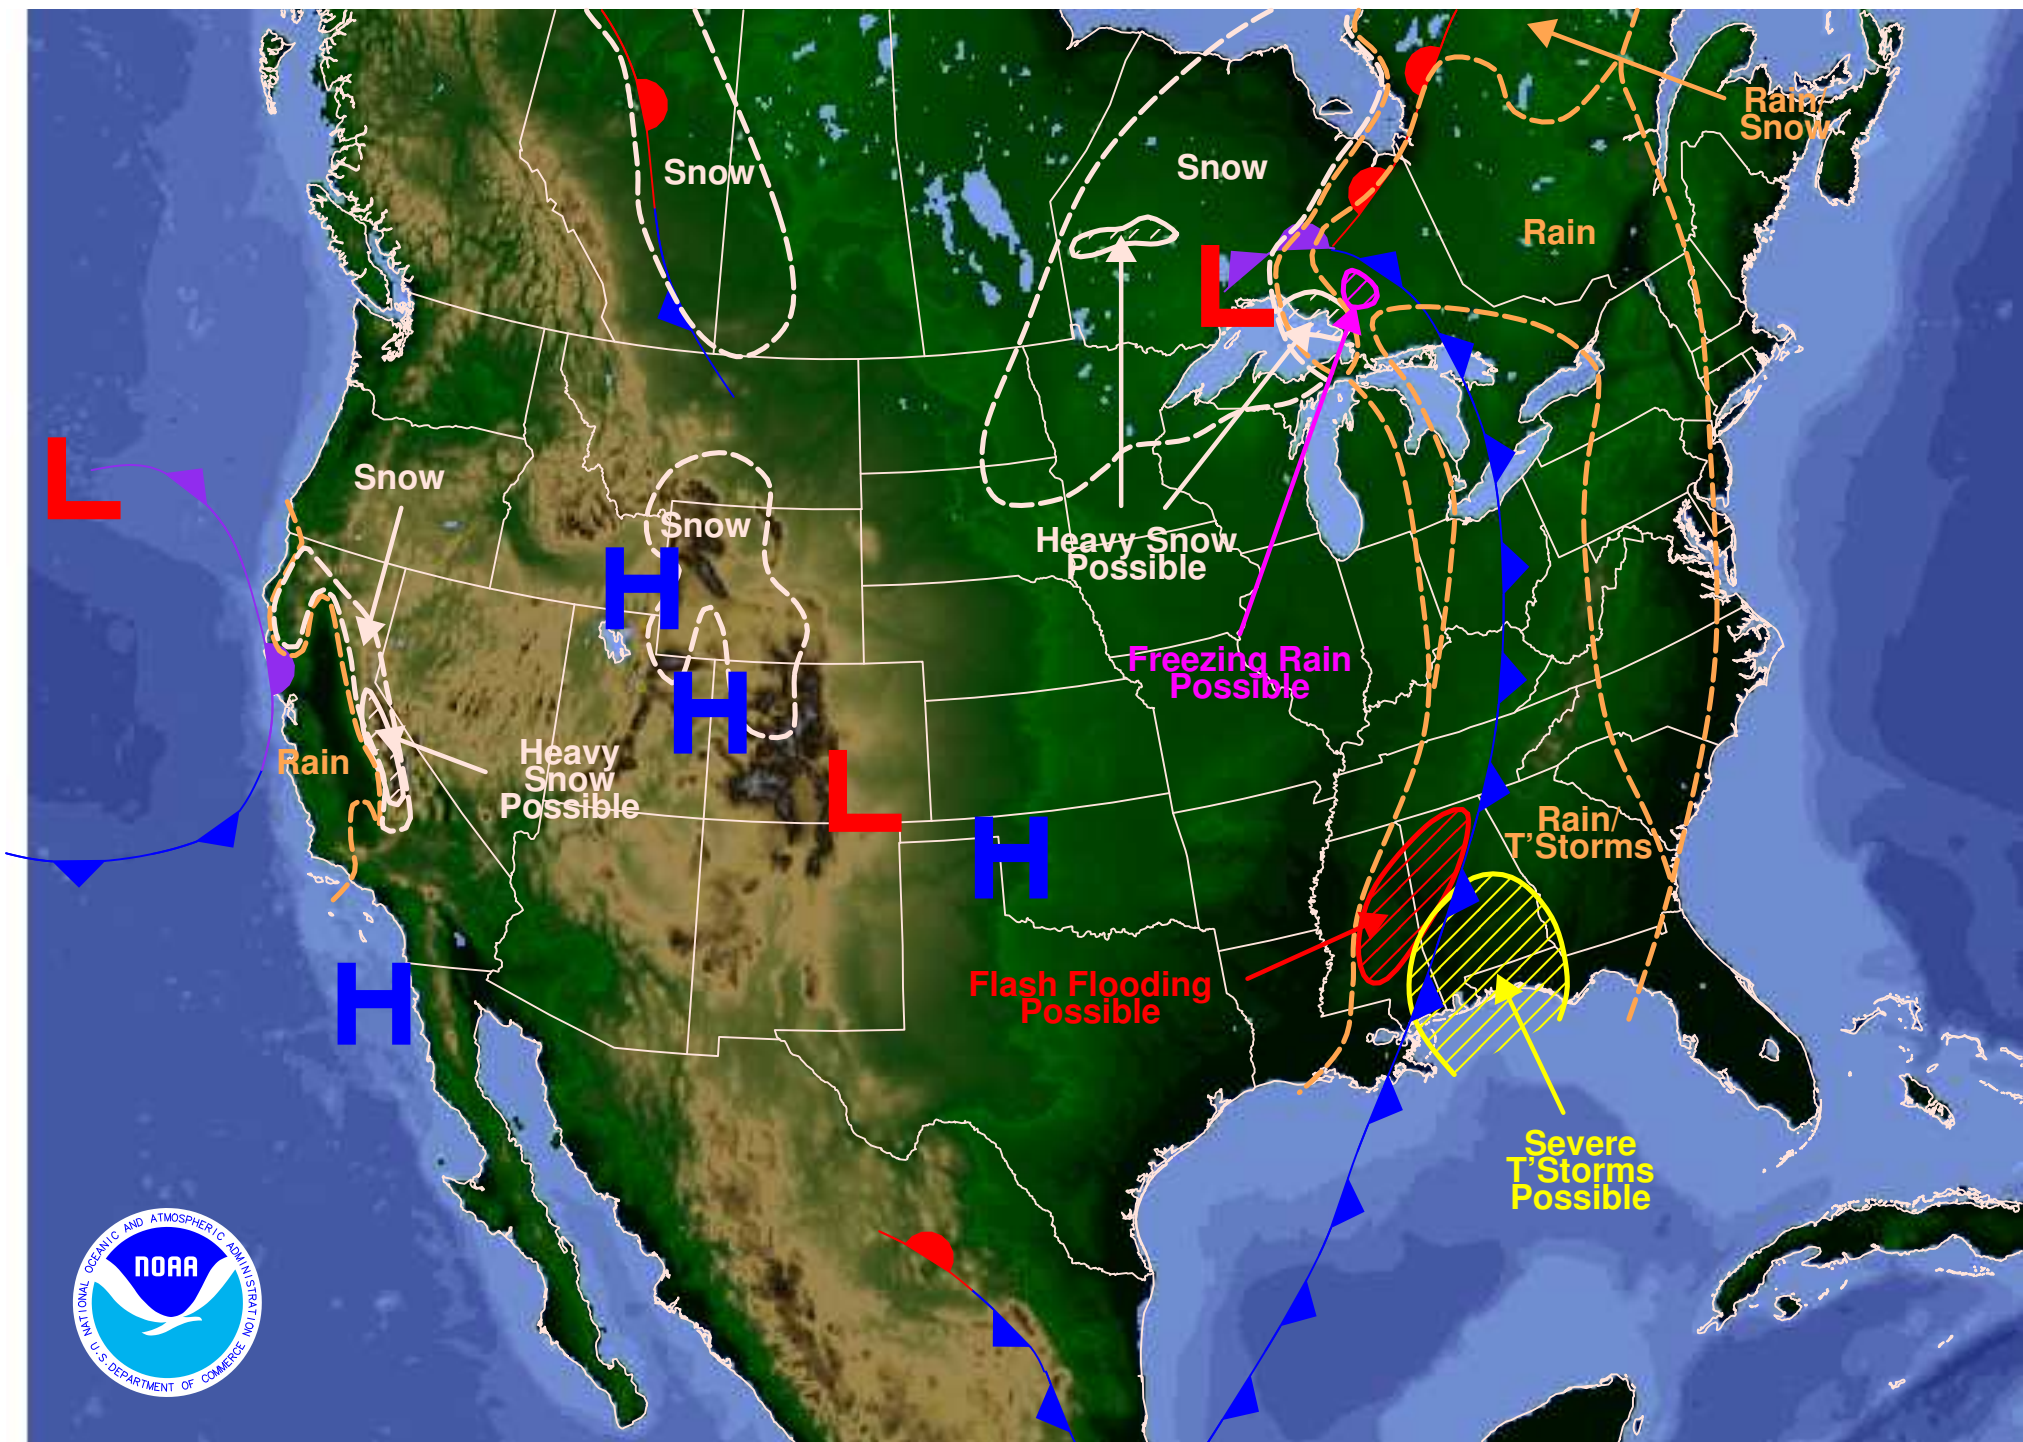 Rain/
Snow
Snow
Snow
Rain
L
L
Snow
Snow
H
Heavy Snow
Possible
Freezing Rain
Possible
H
Rain
Heavy
Snow
Possible
L
H
Rain/
T'Storms
H
Flash Flooding
Possible
Severe
T'Storms
Possible
NATIONAL OCEANIC AND ATMOSPHERIC ADMINISTRATION
NOAA
U.S. DEPARTMENT OF COMMERCE